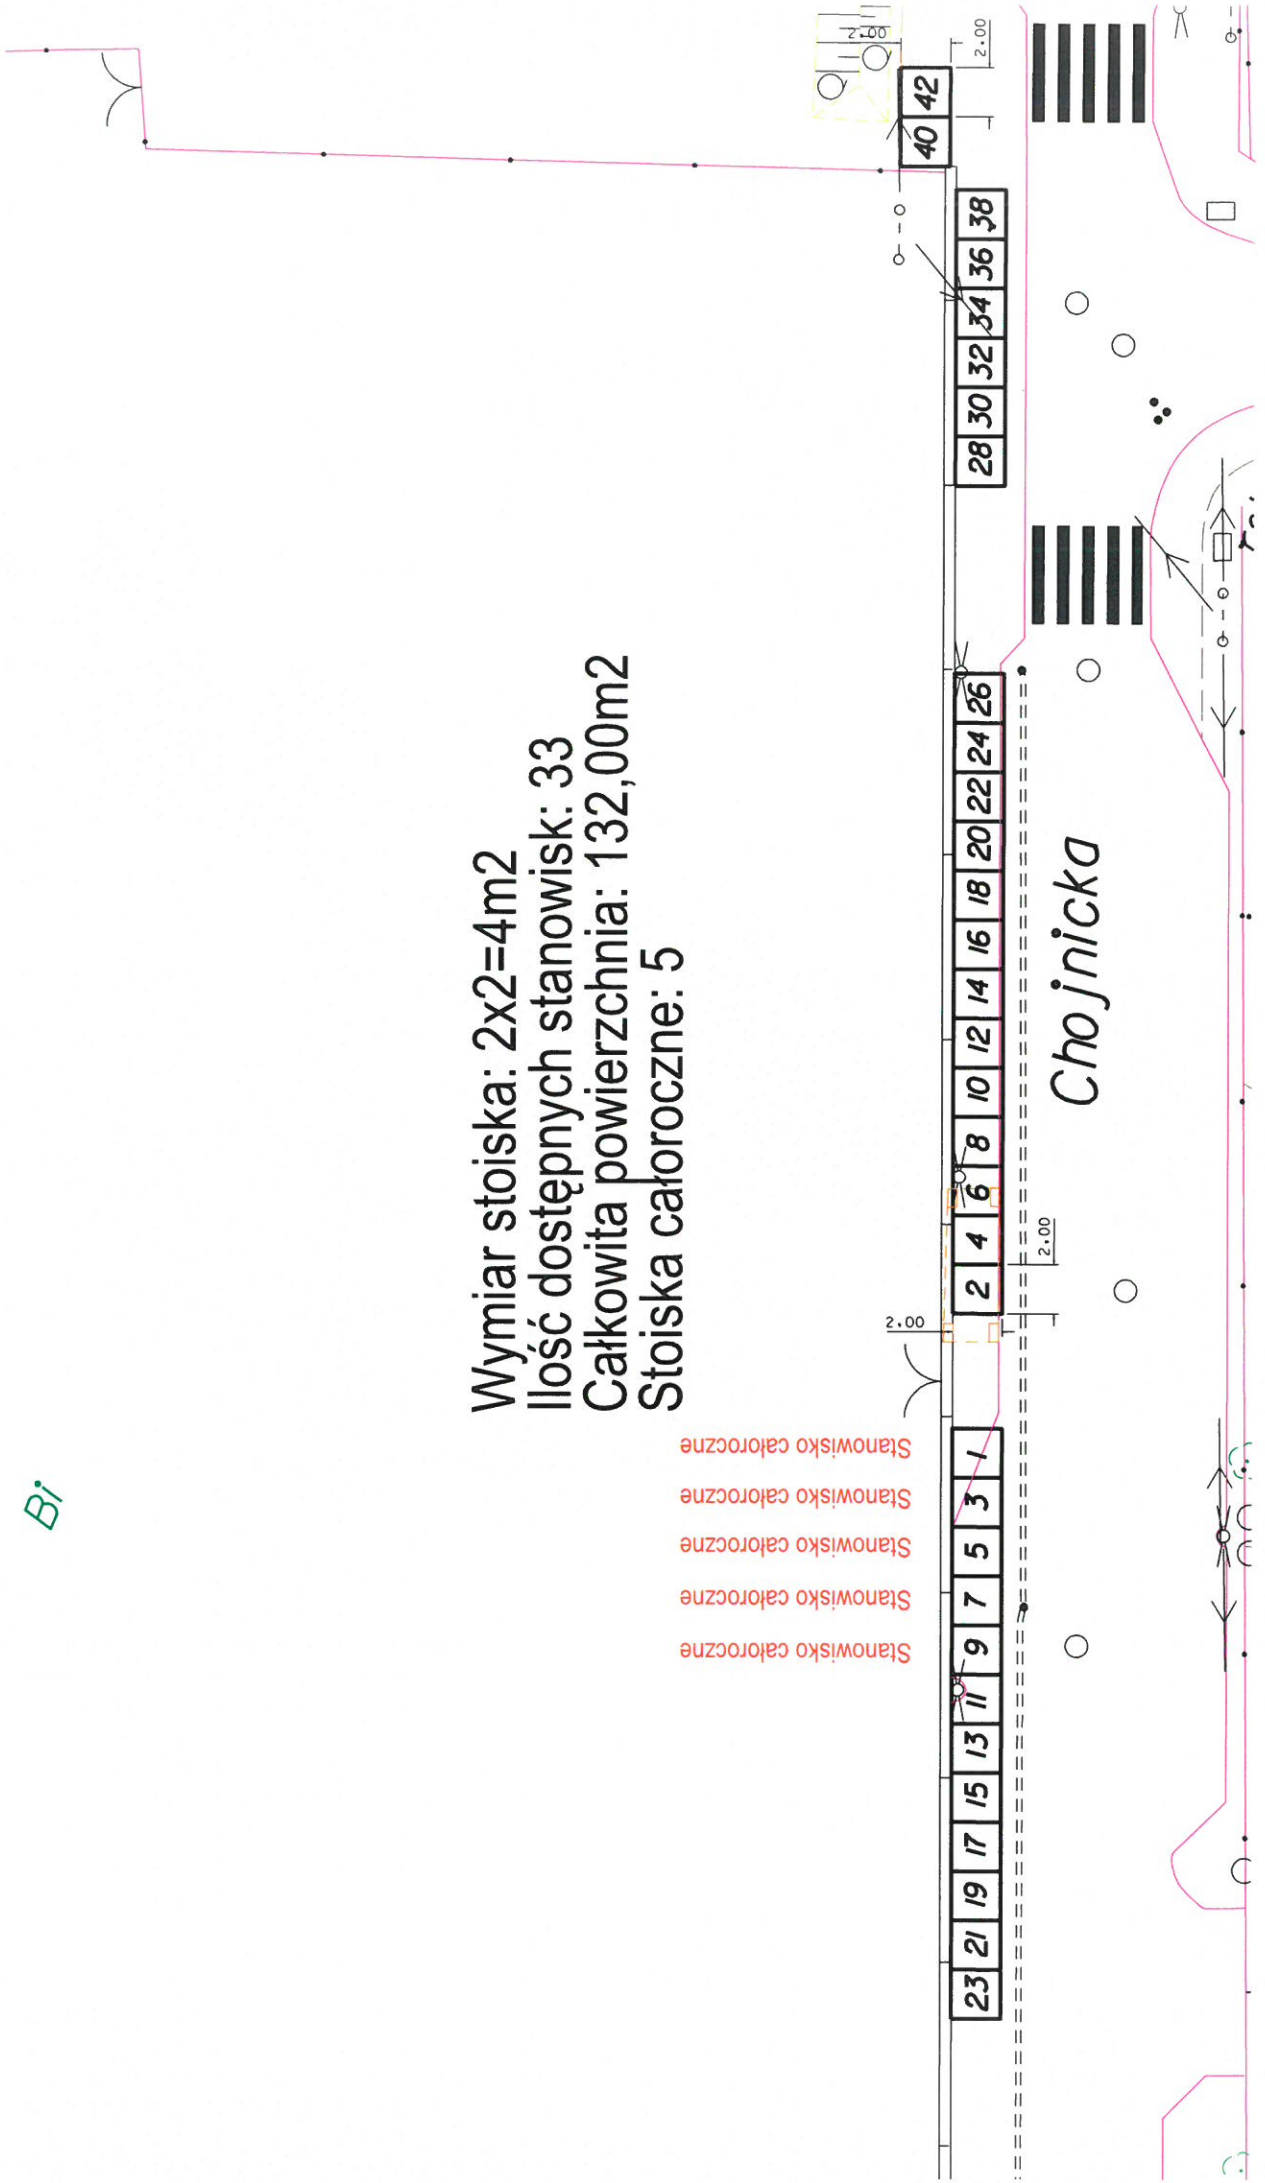 Bi
Wymiar stoiska: 2x2=4m2
Ilość dostępnych stanowisk: 33
Całkowita powierzchnia: 132,00m2
Stoiska całoroczne: 5
Stanowisko całoroczne
Stanowisko całoroczne
Stanowisko całoroczne
Stanowisko całoroczne
Stanowisko całoroczne
2.00
2.00
40 42
23 21 19 17 15 13 11 9 7 5 3 1
2.00
2 4 6 8 10 12 14 16 18 20 22 24 26
28 30 32 34 36 38
2.00
Chojnicka